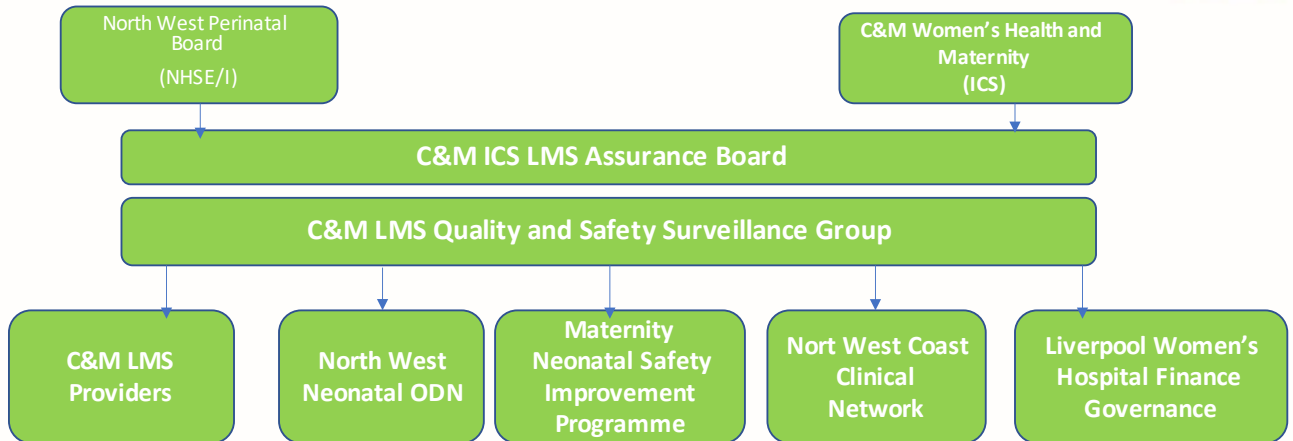 North West Perinatal
Board
(NHSE/I)
C&M Women's Health and
Maternity
(ICS)
C&M ICS LMS Assurance Board
C&M LMS Quality and Safety Surveillance Group
C&M LMS
Providers
North West
Neonatal ODN
Maternity
Neonatal Safety
Improvement
Programme
Nort West Coast
Clinical
Network
Liverpool Women's
Hospital Finance
Governance